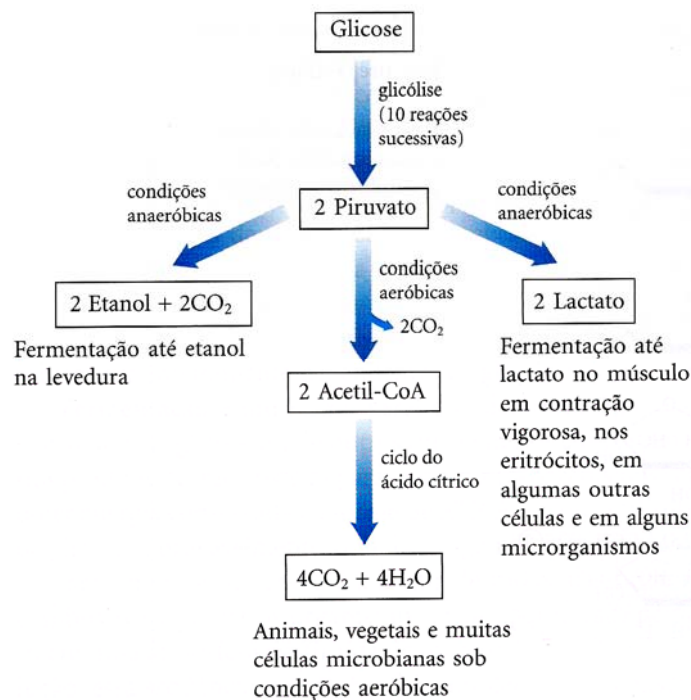 Glicose
glicólise
(10 reações
sucessivas)
condições
anaeróbicas
2 Piruvato
condições
anaeróbicas
2 Etanol + 2CO₂
Fermentação até etanol
na levedura
condições
aeróbicas
2CO₂
2 Lactato
Fermentação até
lactato no músculo
em contração
vigorosa, nos
eritrócitos, em
algumas outras
células e em alguns
microrganismos
2 Acetil-CoA
ciclo do
ácido cítrico
4CO₂ + 4H₂O
Animais, vegetais e muitas
células microbianas sob
condições aeróbicas